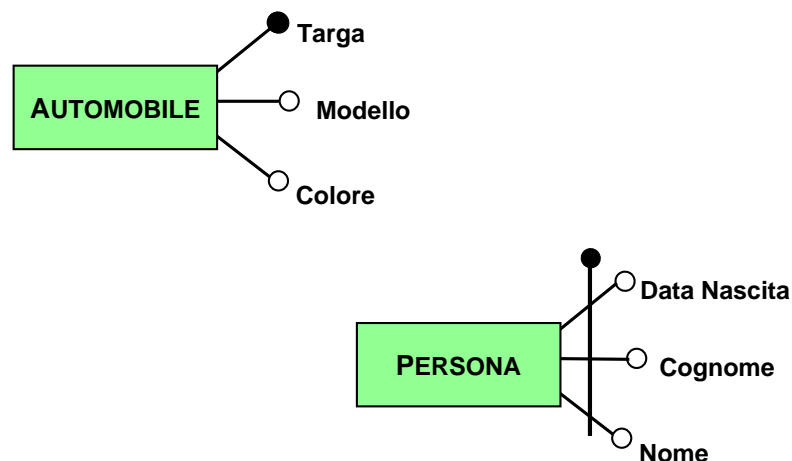 Targa
AUTOMOBILE
Modello
Colore
Data Nascita
PERSONA
Cognome
Nome